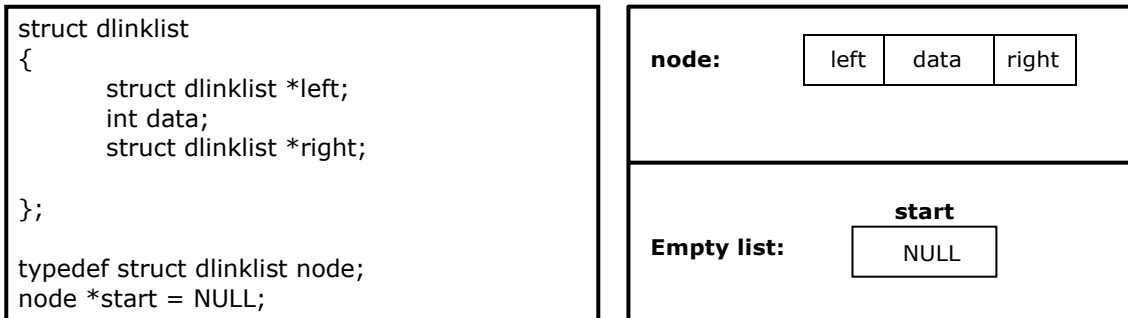 struct dlinklist
{
struct dlinklist *left;
int data;
struct dlinklist *right;
};
typedef struct dlinklist node;
node *start = NULL;
node: left data right
start
Empty list: NULL